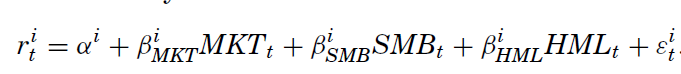 r_t^i = α^i + β_{MKT}^i MKT_t + β_{SMB}^i SMB_t + β_{HML}^i HML_t + ε_t^i.